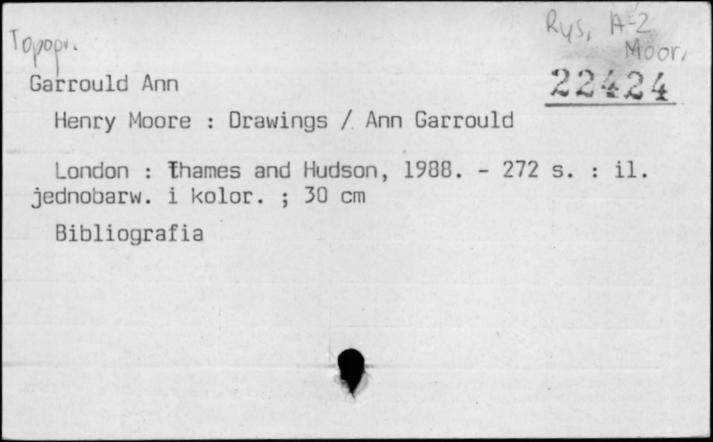 Topogr.
Rys. A-Z
Moor.
Garrould Ann
22424
Henry Moore : Drawings / Ann Garrould
London : Thames and Hudson, 1988. - 272 s. : il.
jednobarw. i kolor. ; 30 cm
Bibliografia